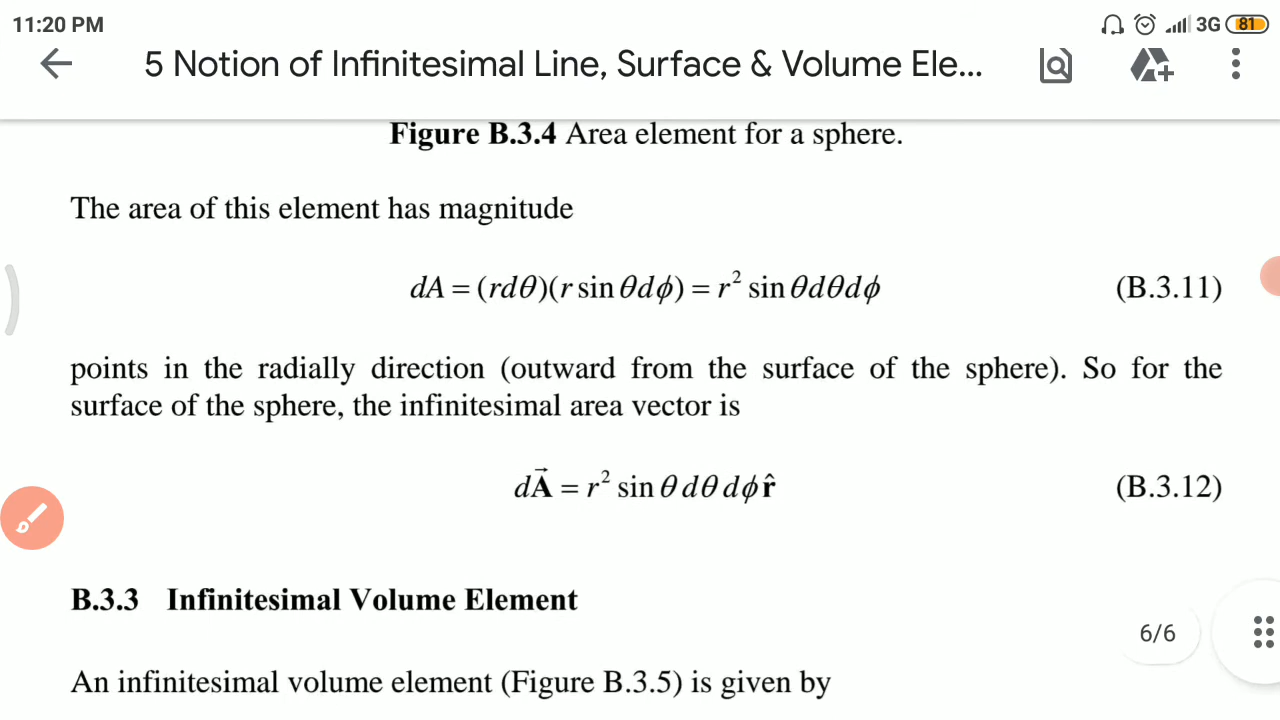 11:20 PM 3G 81
5 Notion of Infinitesimal Line, Surface & Volume Ele...
Figure B.3.4 Area element for a sphere.
The area of this element has magnitude
dA = (rdθ)(r sin θdϕ) = r² sin θdθdϕ (B.3.11)
points in the radially direction (outward from the surface of the sphere). So for the
surface of the sphere, the infinitesimal area vector is
dA⃗ = r² sin θ dθ dϕ r̂ (B.3.12)
B.3.3 Infinitesimal Volume Element
6/6
An infinitesimal volume element (Figure B.3.5) is given by